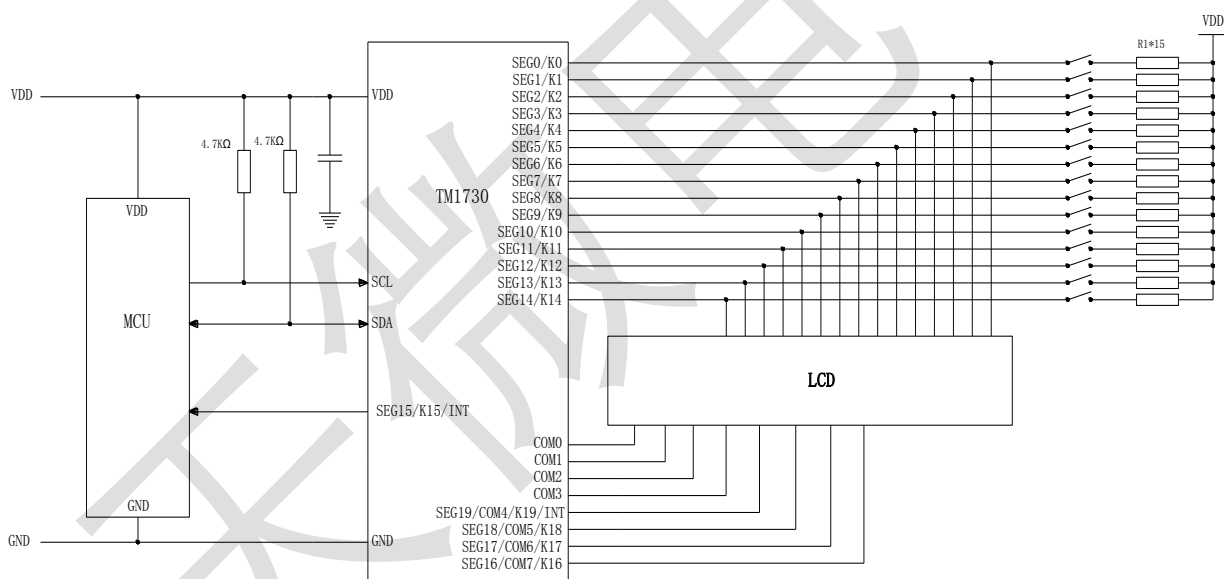 VDD
R1*15
SEG0/K0
SEG1/K1
SEG2/K2
SEG3/K3
SEG4/K4
SEG5/K5
SEG6/K6
SEG7/K7
SEG8/K8
SEG9/K9
SEG10/K10
SEG11/K11
SEG12/K12
SEG13/K13
SEG14/K14
VDD
VDD
4.7KΩ
4.7KΩ
TM1730
VDD
SCL
MCU
SDA
LCD
SEG15/K15/INT
COM0
COM1
COM2
COM3
GND
SEG19/COM4/K19/INT
SEG18/COM5/K18
SEG17/COM6/K17
SEG16/COM7/K16
GND
GND
天微电